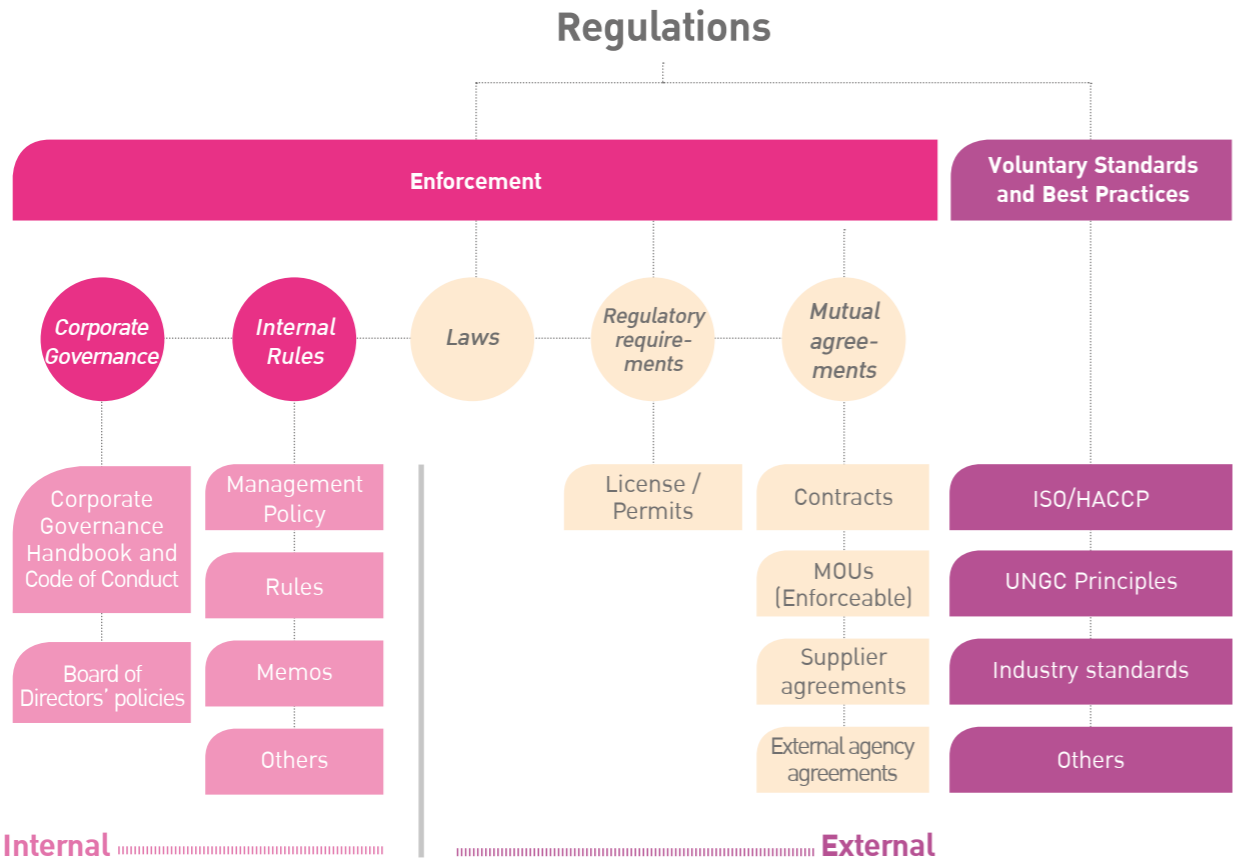 Regulations
Enforcement
Voluntary Standards
and Best Practices
Corporate
Governance
Internal
Rules
Laws
Regulatory
require-
ments
Mutual
agree-
ments
Corporate
Governance
Handbook and
Code of Conduct
Board of
Directors’ policies
Management
Policy
Rules
Memos
Others
License /
Permits
Contracts
MOUs
(Enforceable)
Supplier
agreements
External agency
agreements
ISO/HACCP
UNGC Principles
Industry standards
Others
Internal
External